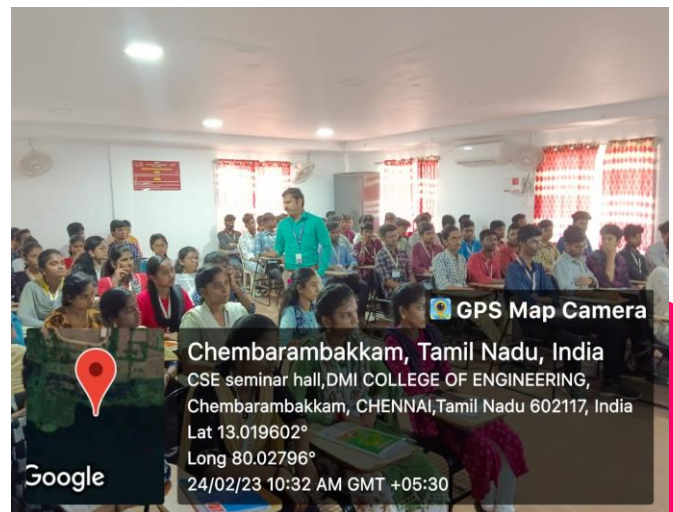 GPS Map Camera
Chembarambakkam, Tamil Nadu, India
CSE seminar hall,DMI COLLEGE OF ENGINEERING,
Chembarambakkam, CHENNAI,Tamil Nadu 602117, India
Lat 13.019602°
Long 80.02796°
24/02/23 10:32 AM GMT +05:30
Google